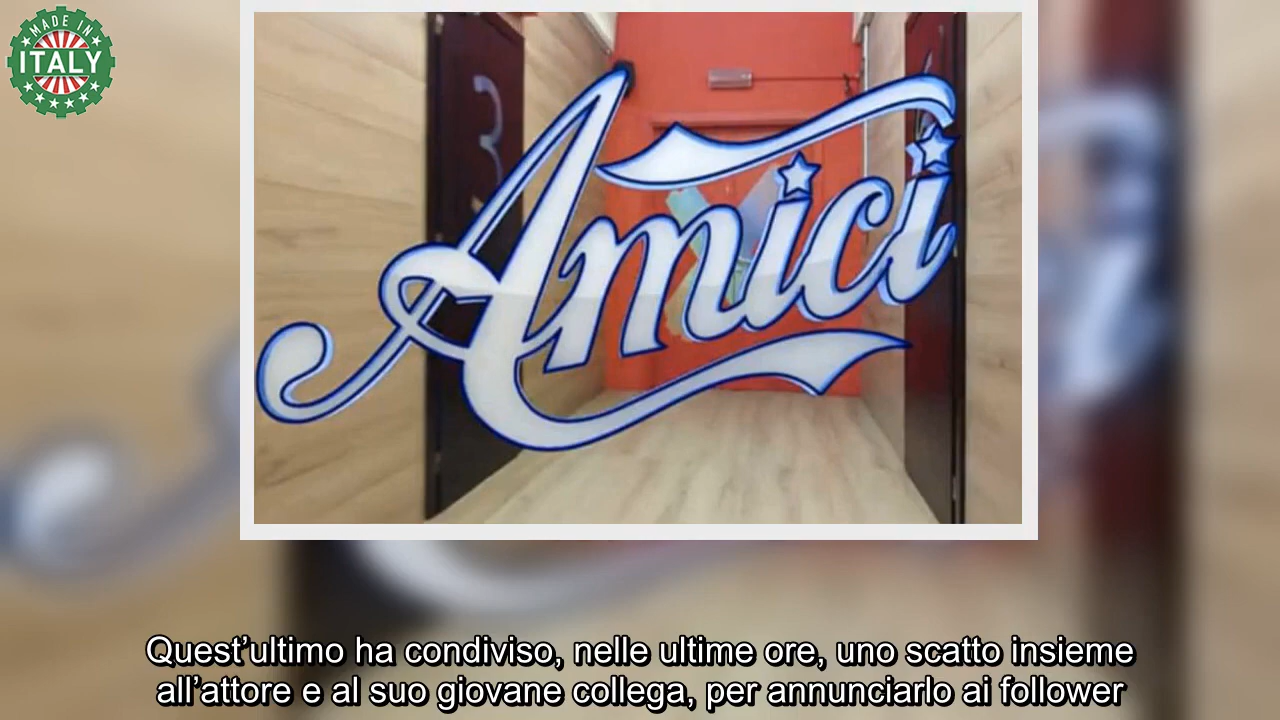 MADE IN
ITALY
Amici
3
Quest’ultimo ha condiviso, nelle ultime ore, uno scatto insieme
all’attore e al suo giovane collega, per annunciarlo ai follower